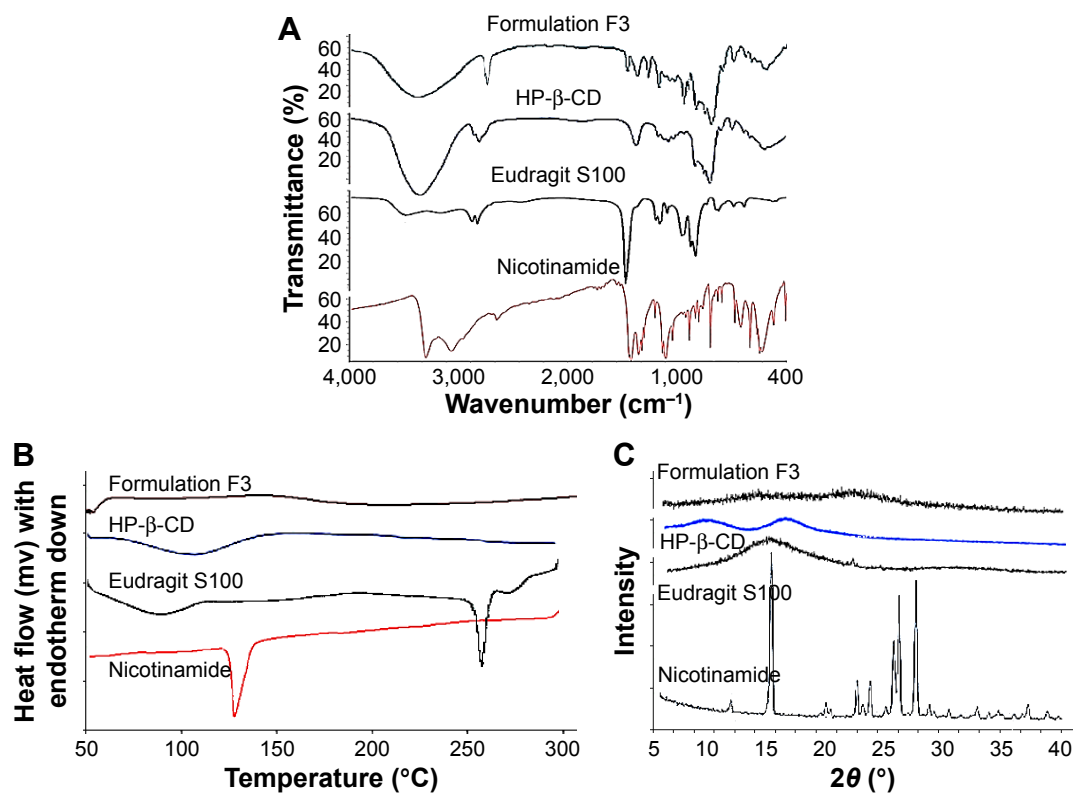 A
Formulation F3
60
40
20
HP-β-CD
60
40
20
Eudragit S100
60
40
20
Nicotinamide
60
40
20
Transmittance (%)
4,000 3,000 2,000 1,000 400
Wavenumber (cm⁻¹)
B
Formulation F3
HP-β-CD
Eudragit S100
Nicotinamide
Heat flow (mv) with
endotherm down
50 100 150 200 250 300
Temperature (°C)
C
Formulation F3
HP-β-CD
Eudragit S100
Nicotinamide
Intensity
5 10 15 20 25 30 35 40
2θ (°)